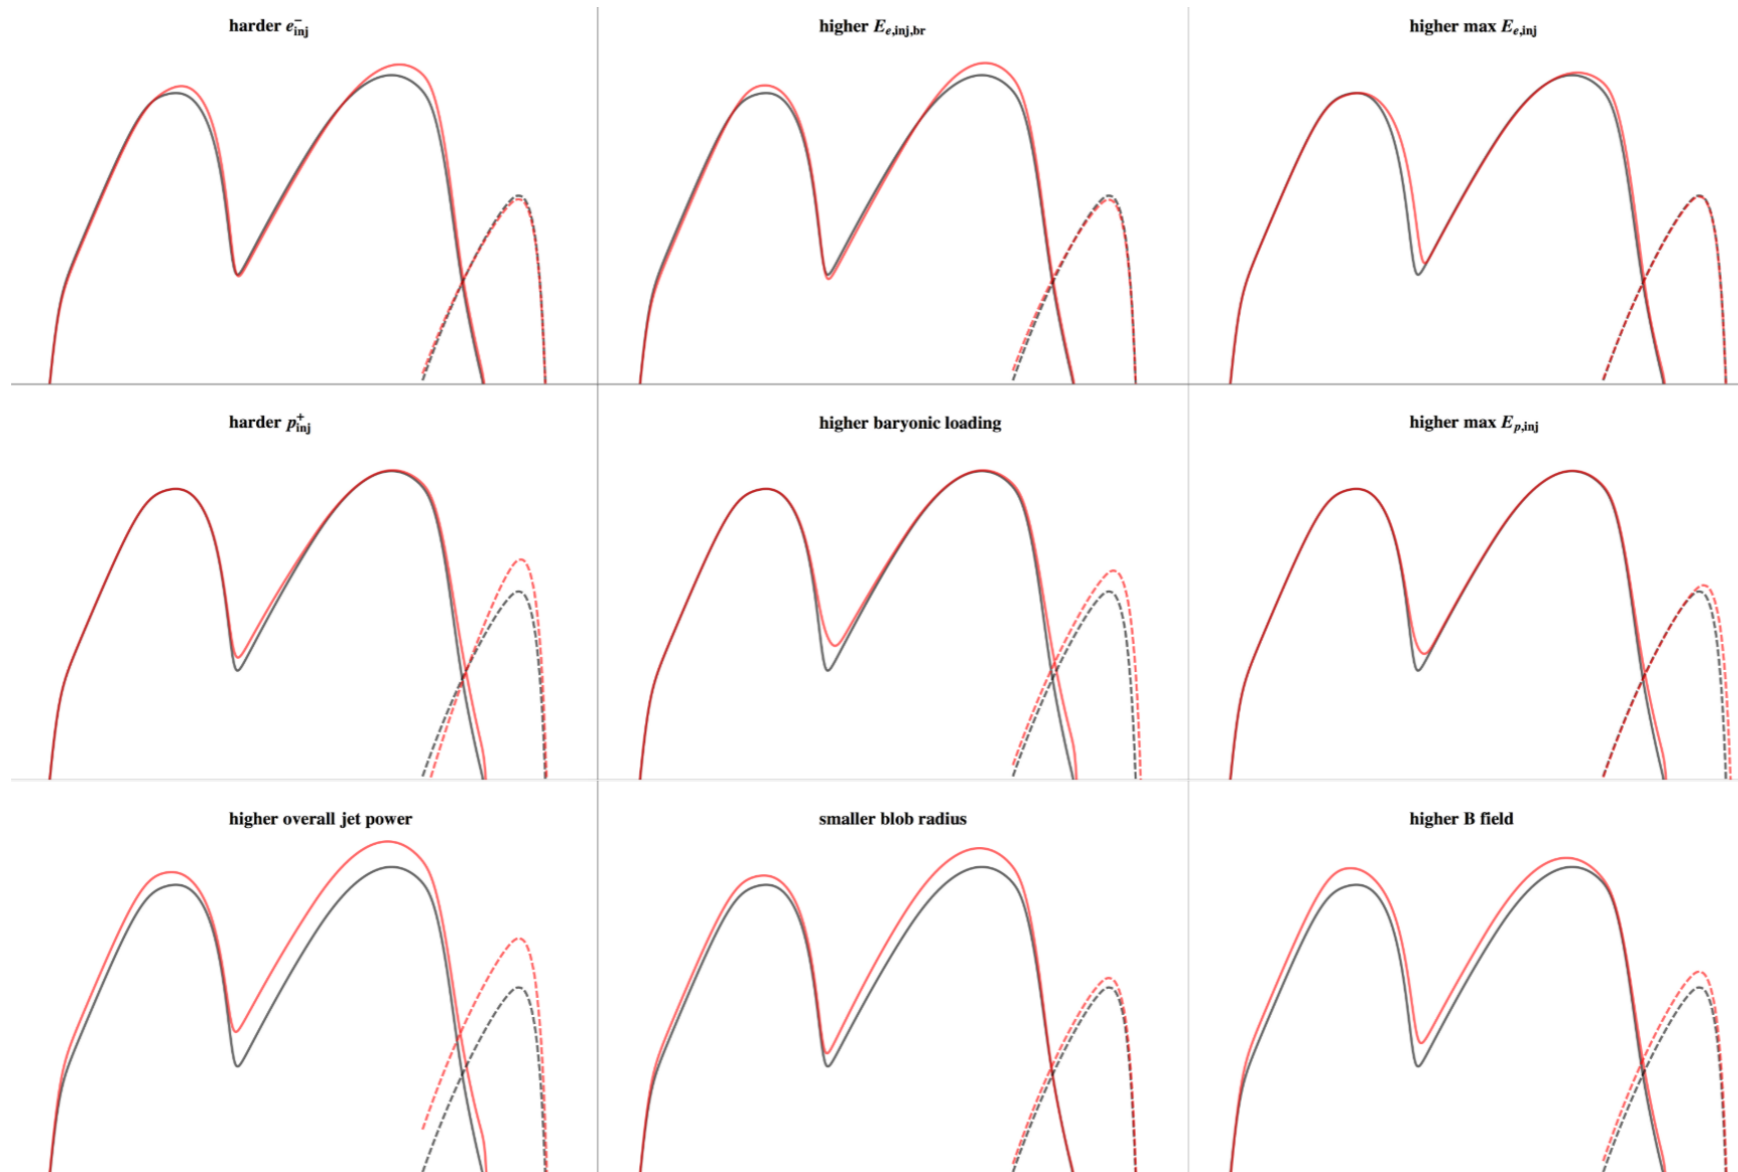 harder e⁻inj
higher Ee,inj,br
higher max Ee,inj
harder p⁺inj
higher baryonic loading
higher max Ep,inj
higher overall jet power
smaller blob radius
higher B field